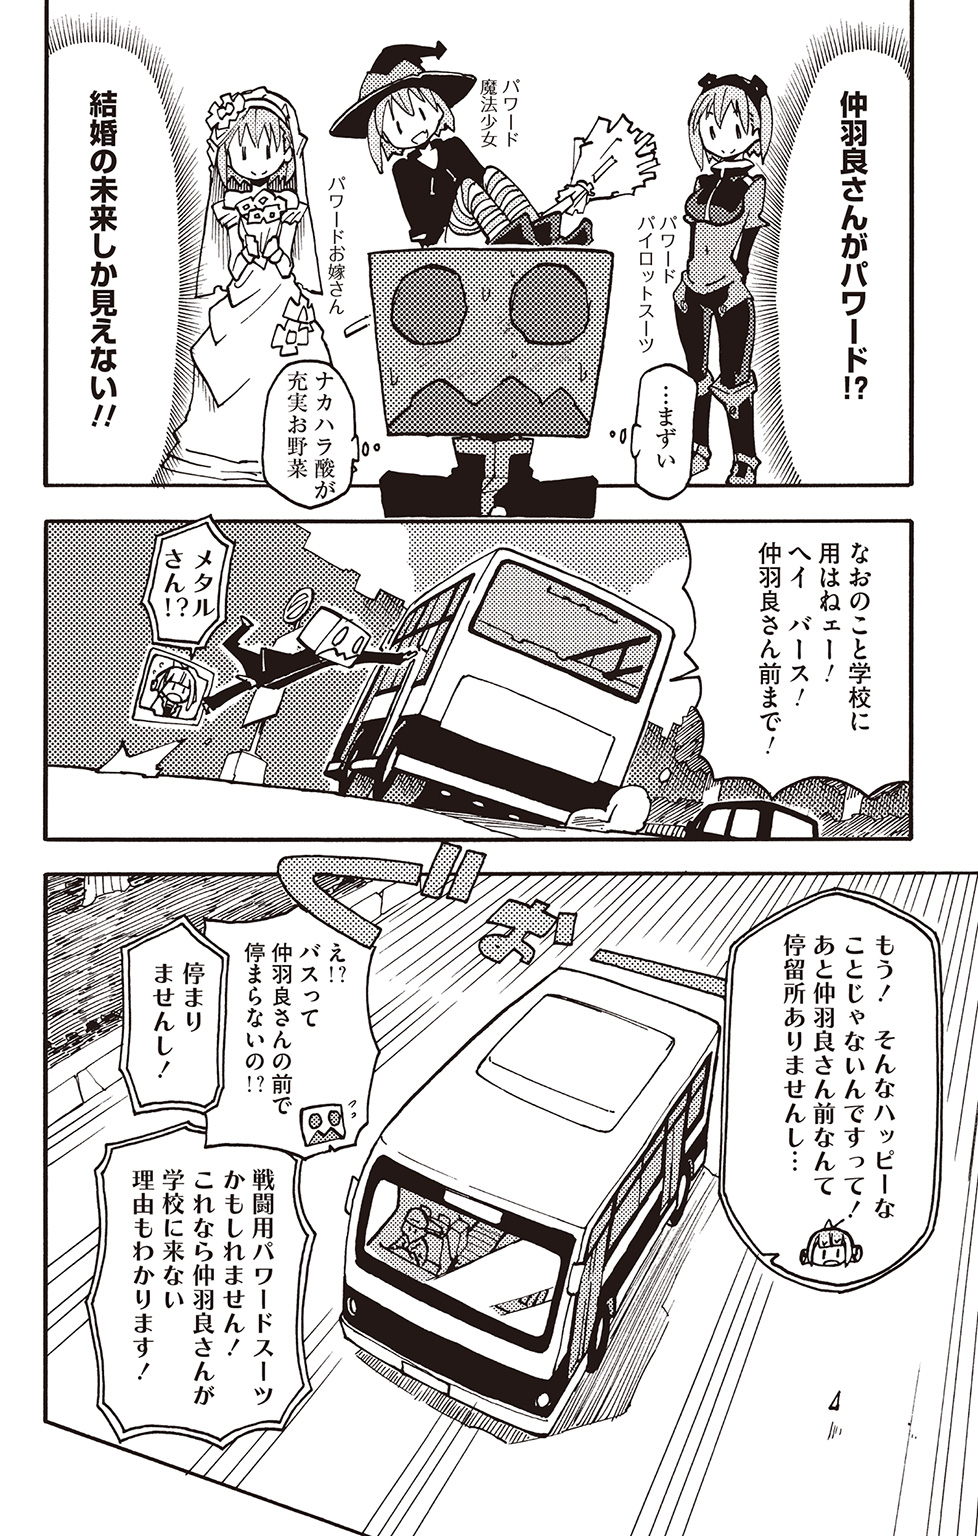 仲羽良さんがパワード!?
パワード
パイロットスーツ
パワード
魔法少女
パワードお嫁さん
…まずい
ナカハラ酸が
充実お野菜
結婚の未来しか見えない!!
なおのこと学校に
用はねェー!
ヘイ バース!
仲羽良さん前まで!
メタル
さん!?
もう! そんなハッピーな
ことじゃないんですって!
あと仲羽良さん前なんて
停留所ありませんし…
え!?
バスって
仲羽良さんの前で
停まらないの!?
停まり
ませんし!
戦闘用パワードスーツ
かもしれません!
これなら仲羽良さんが
学校に来ない
理由もわかります!